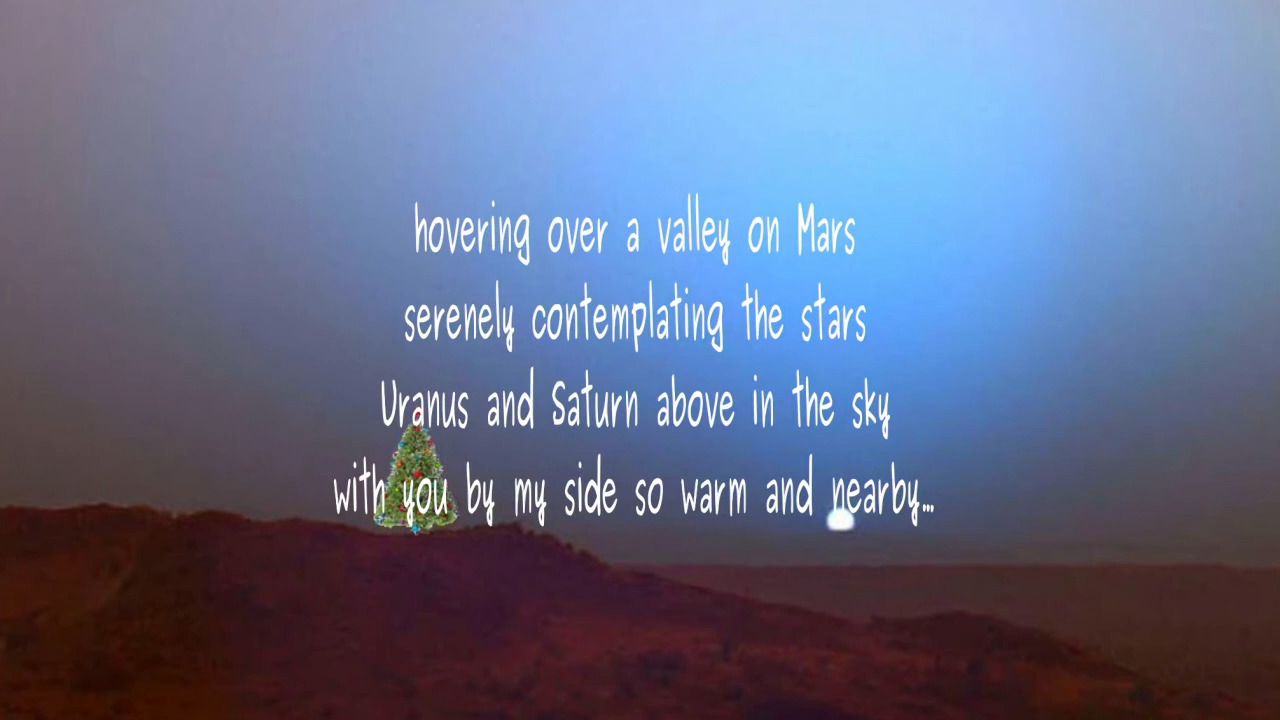 hovering over a valley on Mars
serenely contemplating the stars
Uranus and Saturn above in the sky
with you by my side so warm and nearby...